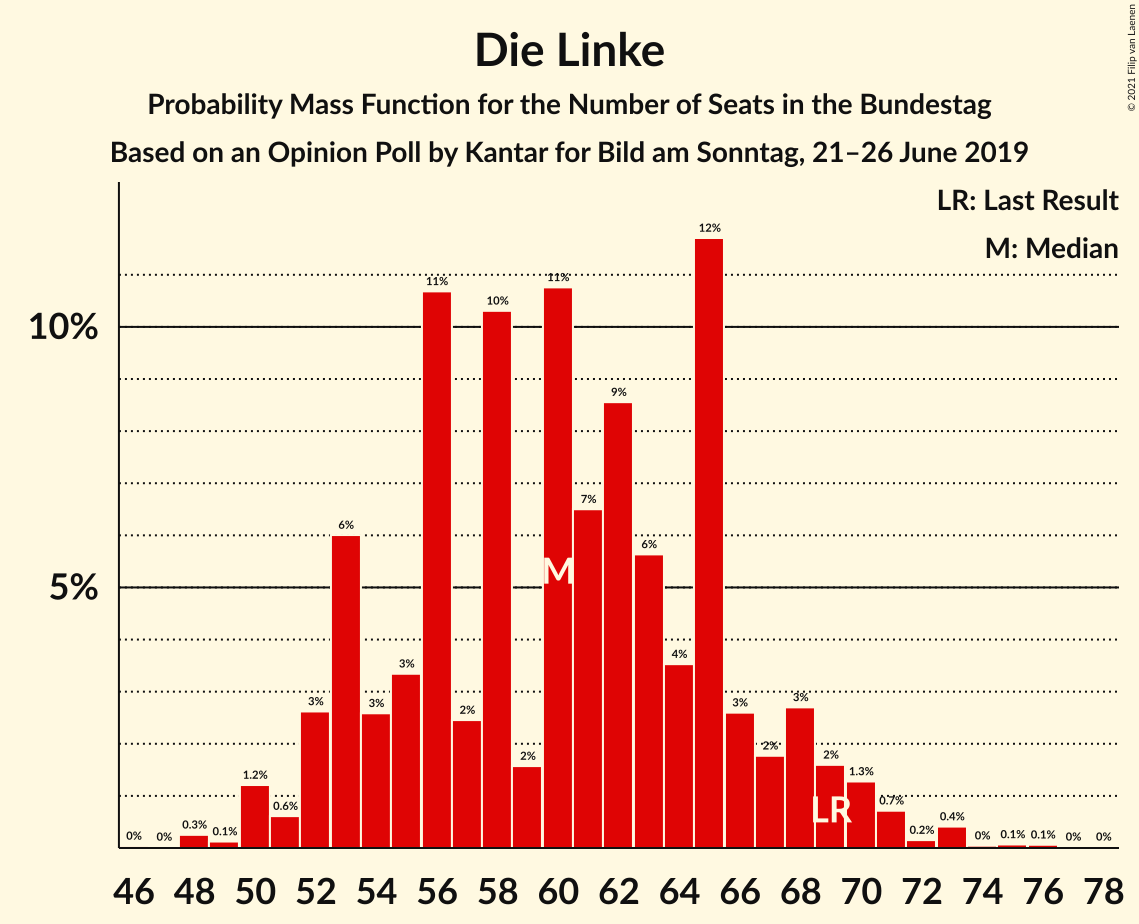 Die Linke
Probability Mass Function for the Number of Seats in the Bundestag
Based on an Opinion Poll by Kantar for Bild am Sonntag, 21–26 June 2019
© 2021 Filip van Laenen
LR: Last Result
M: Median
10%
5%
0% 0% 0.3% 0.1% 1.2% 0.6% 3% 6% 3% 3% 11% 2% 10% 2% 11% 7% 9% 6% 4% 12% 3% 2% 3% 2% 1.3% 0.7% 0.2% 0.4% 0% 0.1% 0.1% 0% 0%
M
LR
46 48 50 52 54 56 58 60 62 64 66 68 70 72 74 76 78